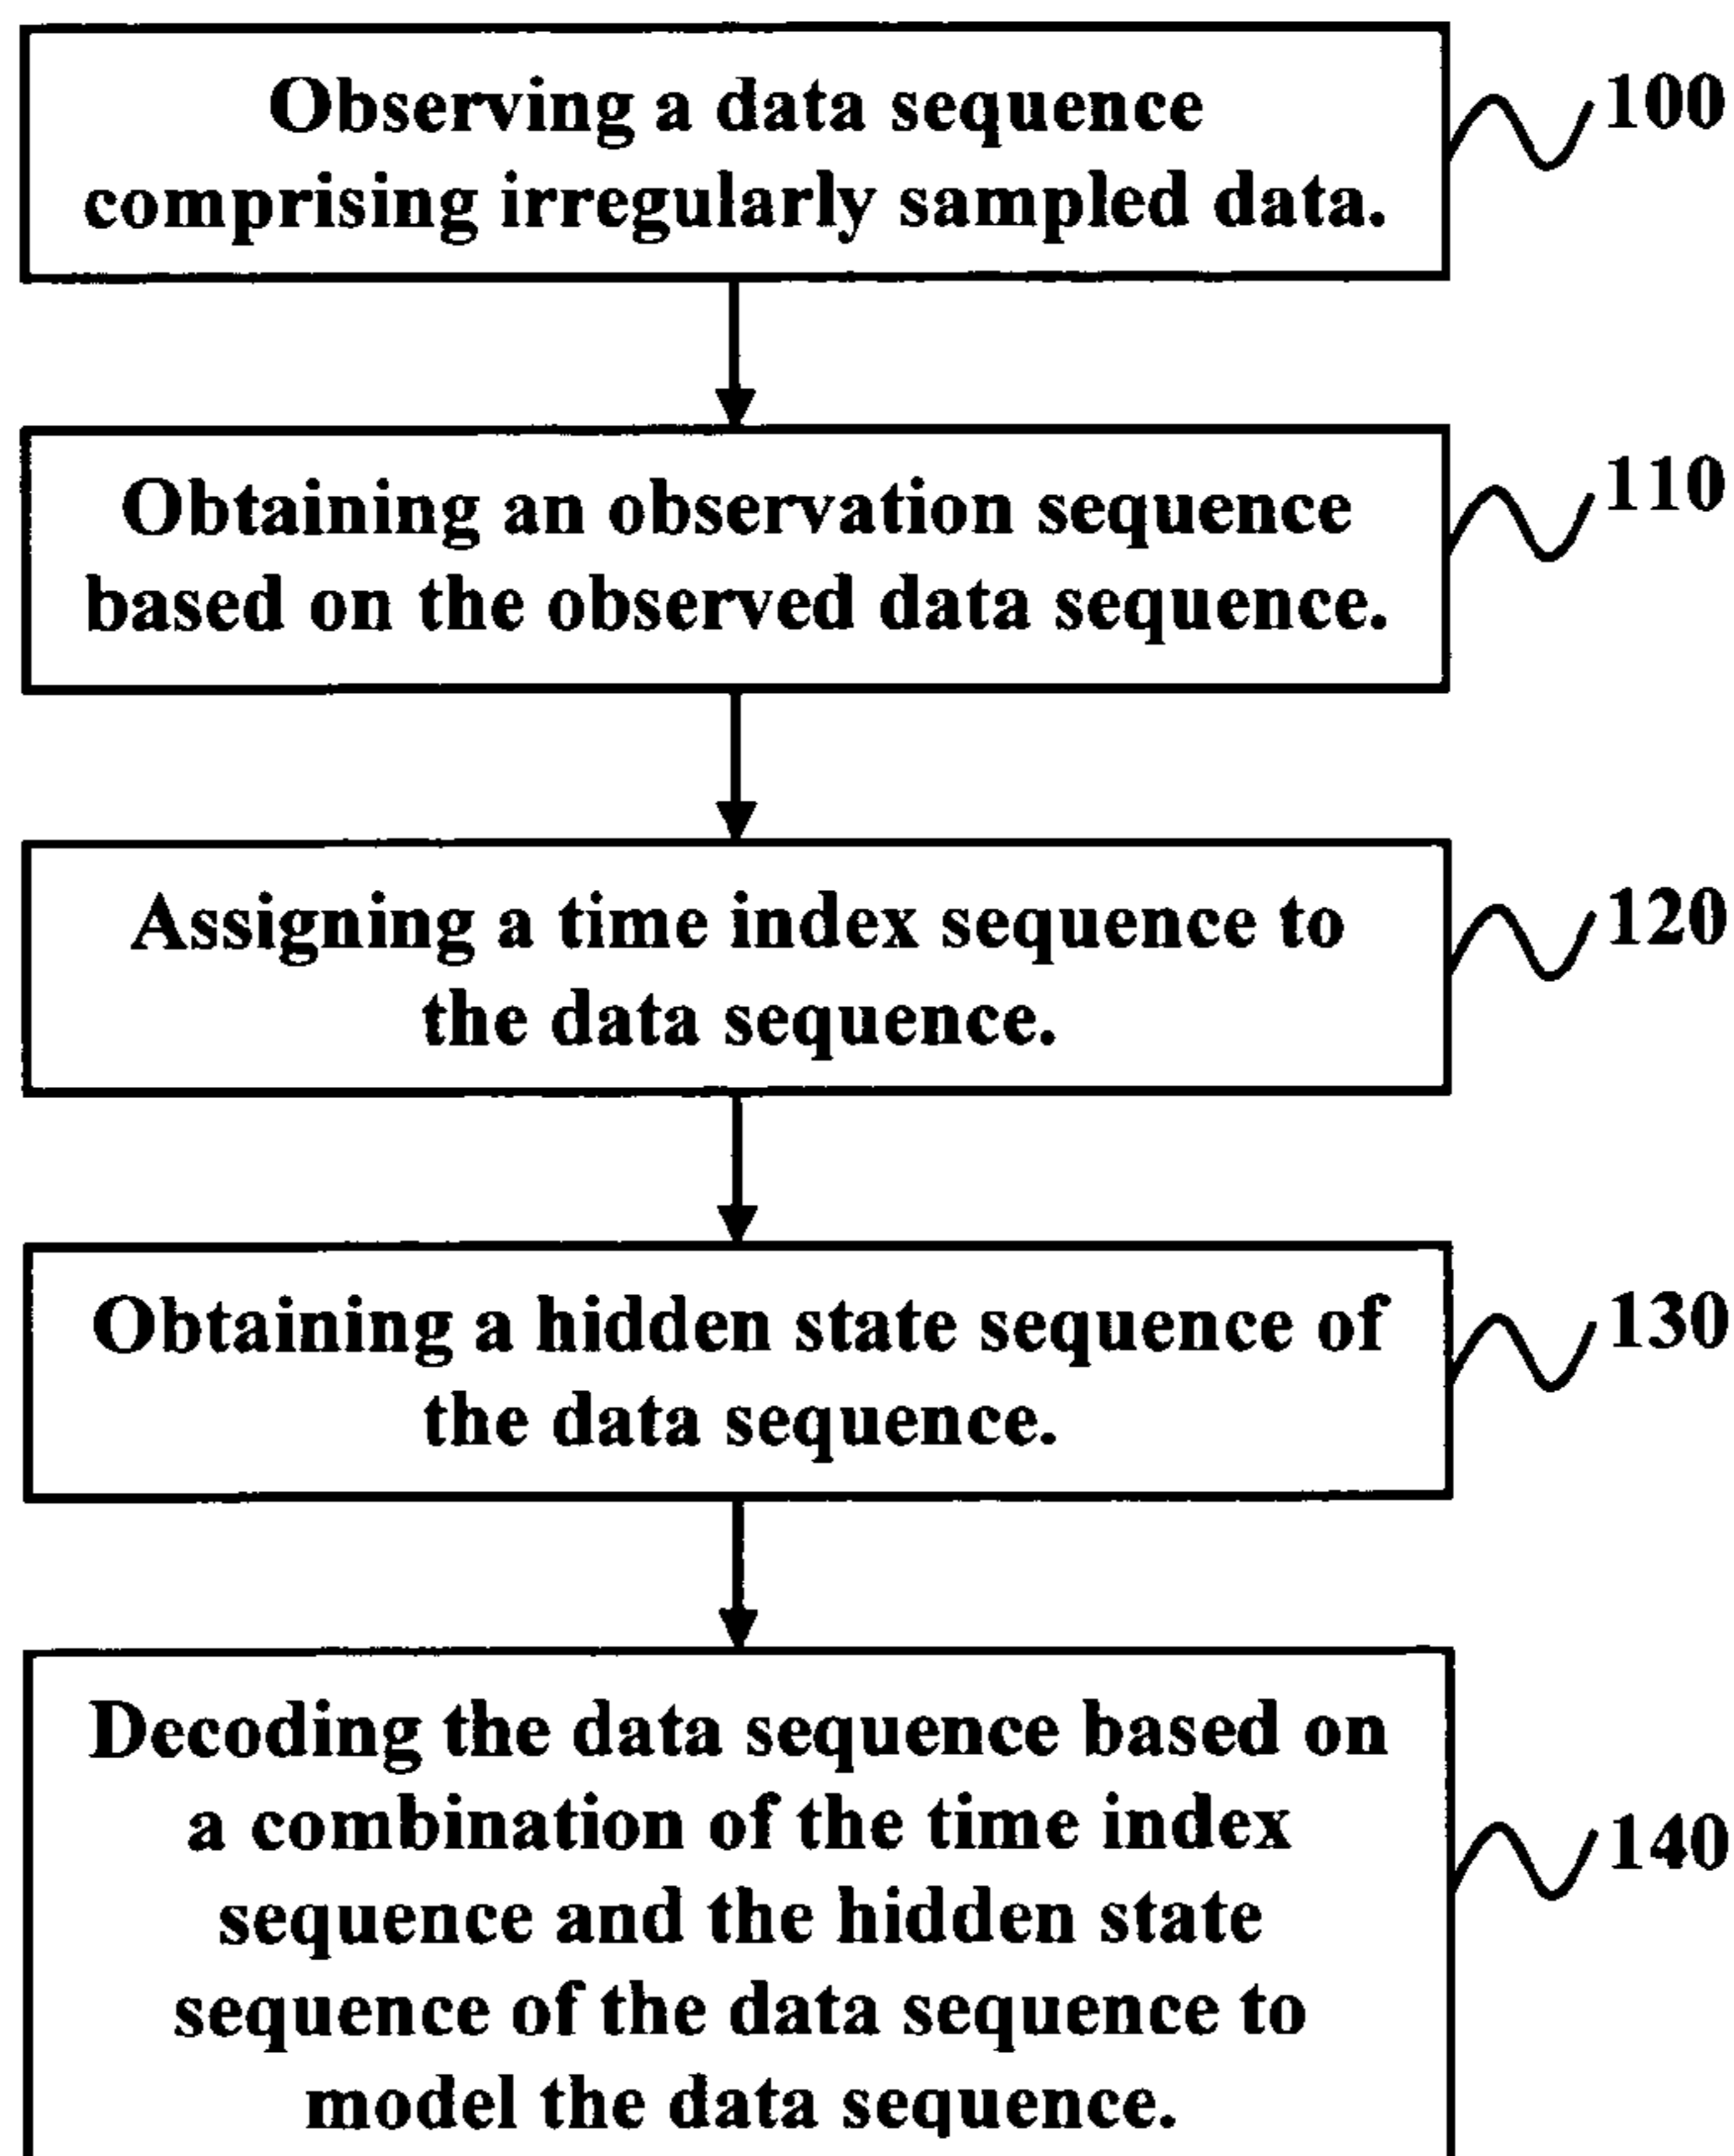 Observing a data sequence
comprising irregularly sampled data.
100
Obtaining an observation sequence
based on the observed data sequence.
110
Assigning a time index sequence to
the data sequence.
120
Obtaining a hidden state sequence of
the data sequence.
130
Decoding the data sequence based on
a combination of the time index
sequence and the hidden state
sequence of the data sequence to
model the data sequence.
140